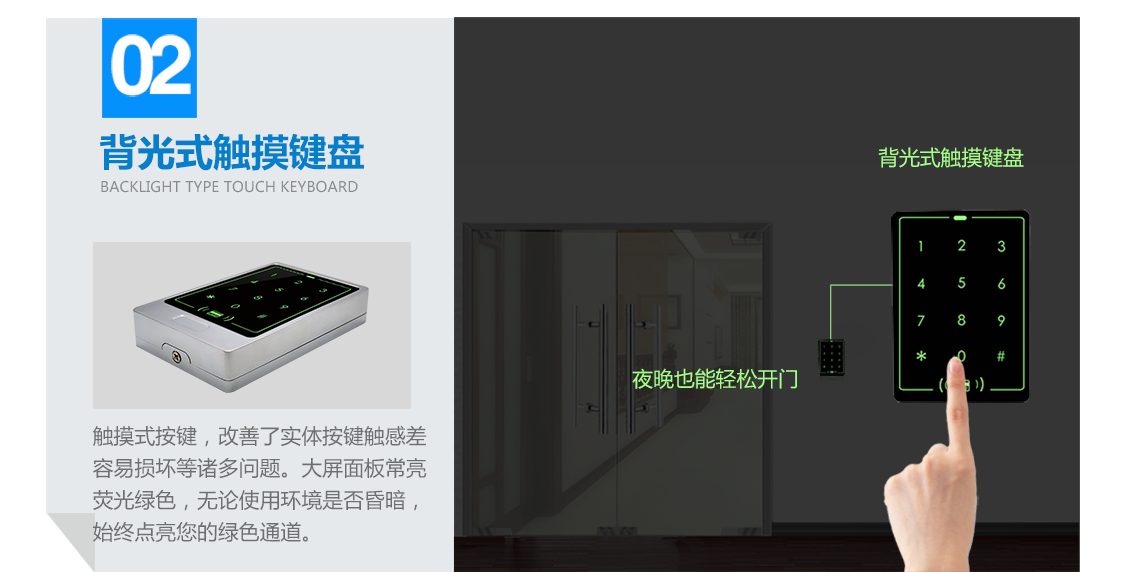 02
背光式触摸键盘
BACKLIGHT TYPE TOUCH KEYBOARD
触摸式按键，改善了实体按键触感差
容易损坏等诸多问题。大屏面板常亮
荧光绿色，无论使用环境是否昏暗，
始终点亮您的绿色通道。
背光式触摸键盘
1 2 3
4 5 6
7 8 9
* 0 #
夜晚也能轻松开门